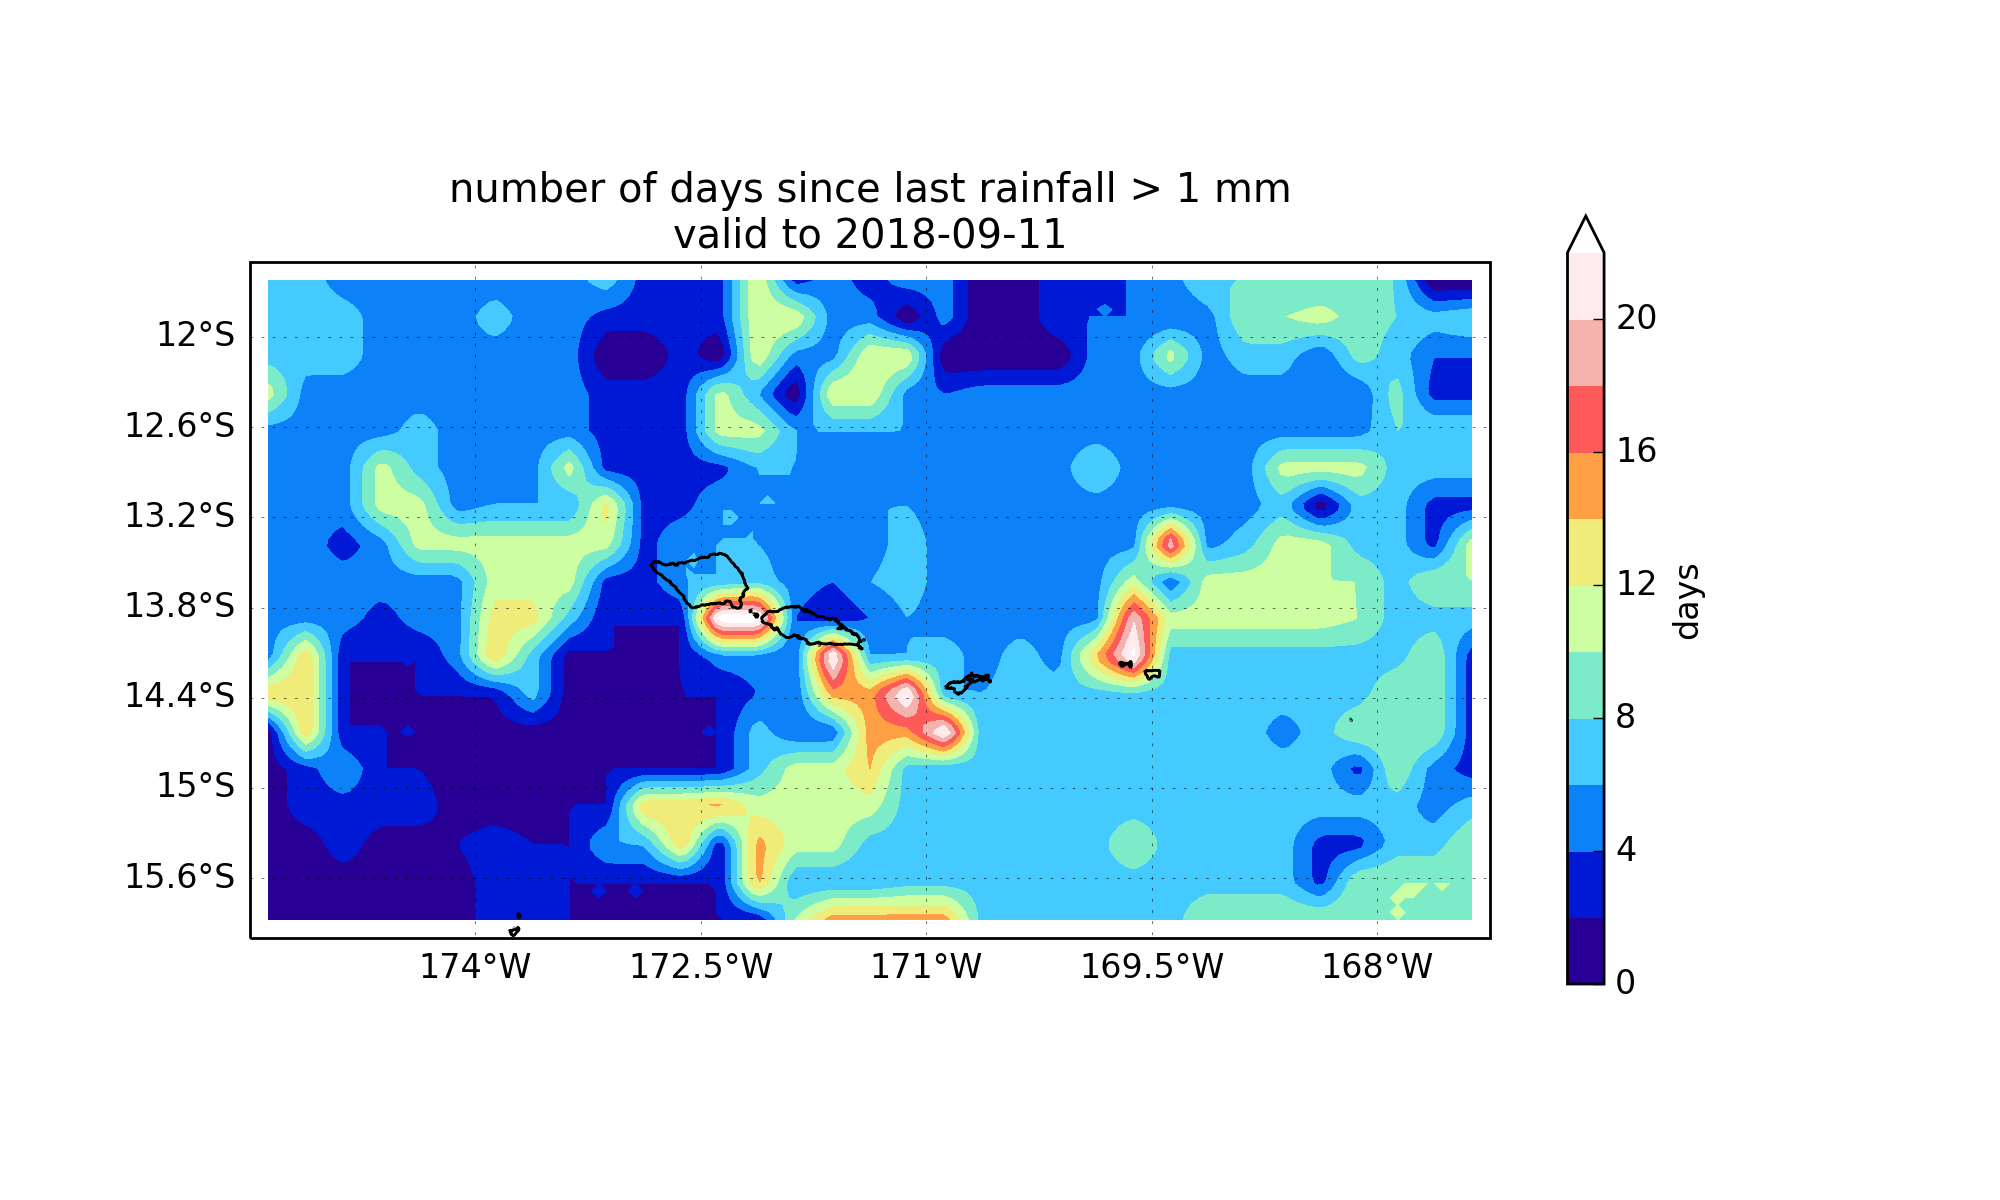 number of days since last rainfall > 1 mm
valid to 2018-09-11
12°S
12.6°S
13.2°S
13.8°S
14.4°S
15°S
15.6°S
174°W 172.5°W 171°W 169.5°W 168°W
20
16
12
8
4
0
days